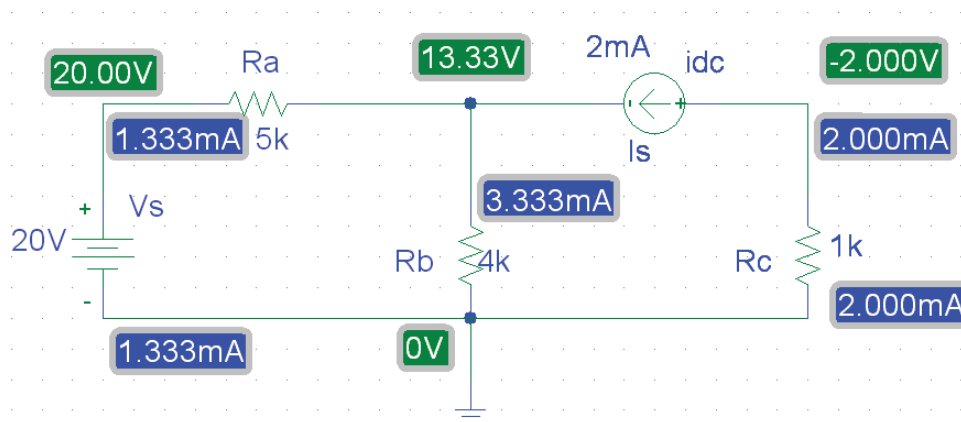 20.00V
Ra
13.33V
2mA
idc
-2.000V
1.333mA
5k
- +
Is
2.000mA
+
Vs
3.333mA
20V
Rb
4k
Rc
1k
-
2.000mA
1.333mA
0V